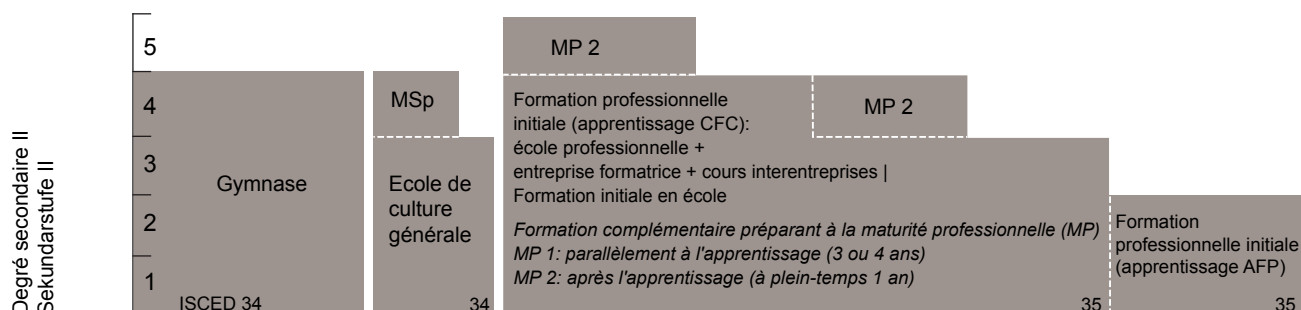 Degré secondaire II
Sekundarstufe II
5
4
3
2
1
Gymnase
ISCED 34
MSp
Ecole de
culture
générale
34
MP 2
Formation professionnelle
initiale (apprentissage CFC):
école professionnelle +
entreprise formatrice + cours interentreprises |
Formation initiale en école
Formation complémentaire préparant à la maturité professionnelle (MP)
MP 1: parallèlement à l'apprentissage (3 ou 4 ans)
MP 2: après l'apprentissage (à plein-temps 1 an)
35
MP 2
Formation
professionnelle initiale
(apprentissage AFP)
35